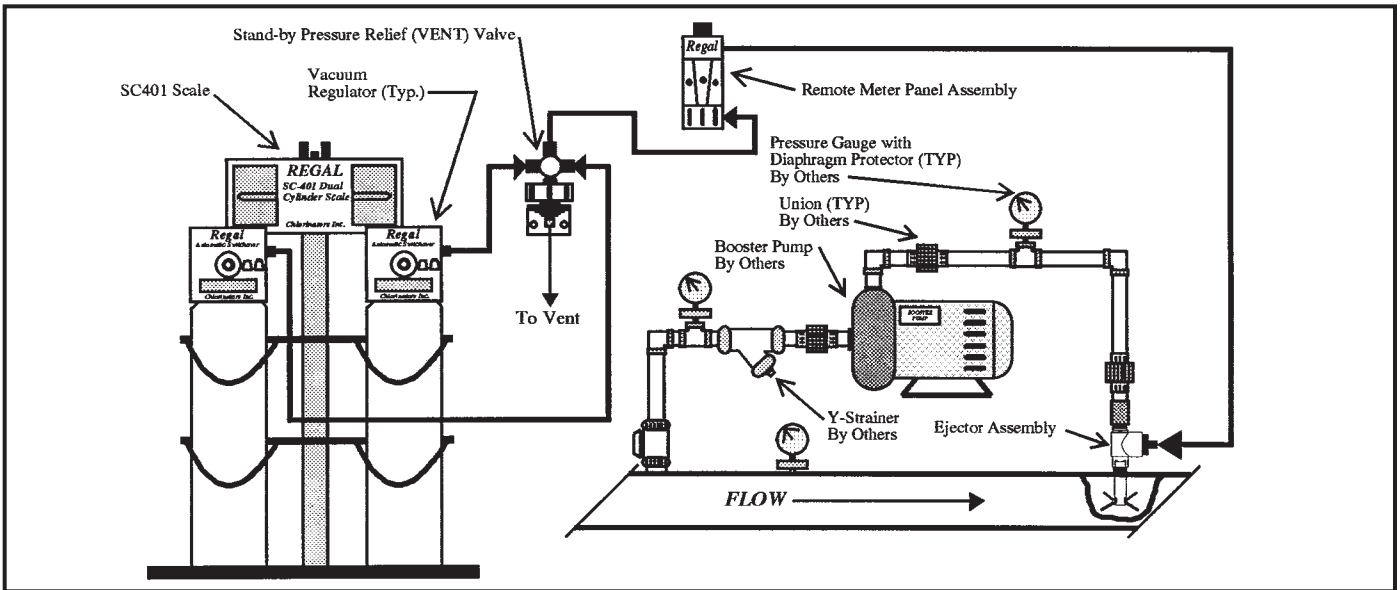 Stand-by Pressure Relief (VENT) Valve
SC401 Scale
Vacuum
Regulator (Typ.)
Regal
Remote Meter Panel Assembly
REGAL
SC-401 Dual
Cylinder Scale
Chlorinators Inc.
Regal
Automatic Switchover
Chlorinators Inc.
Regal
Automatic Switchover
Chlorinators Inc.
To Vent
Pressure Gauge with
Diaphragm Protector (TYP)
By Others
Union (TYP)
By Others
Booster Pump
By Others
BOOSTER
PUMP
Y-Strainer
By Others
Ejector Assembly
FLOW